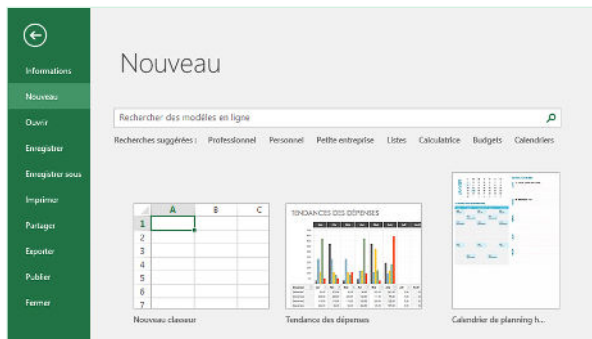 Nouveau
Informations
Nouveau
Ouvrir
Enregistrer
Enregistrer sous
Imprimer
Partager
Exporter
Publier
Fermer
Rechercher des modèles en ligne
Recherches suggérées : Professionnel Personnel Petite entreprise Listes Calculatrice Budgets Calendriers
A B C
1
2
3
4
5
6
7
Nouveau classeur
TENDANCES DES DÉPENSES
Tendance des dépenses
Calendrier de planning h...